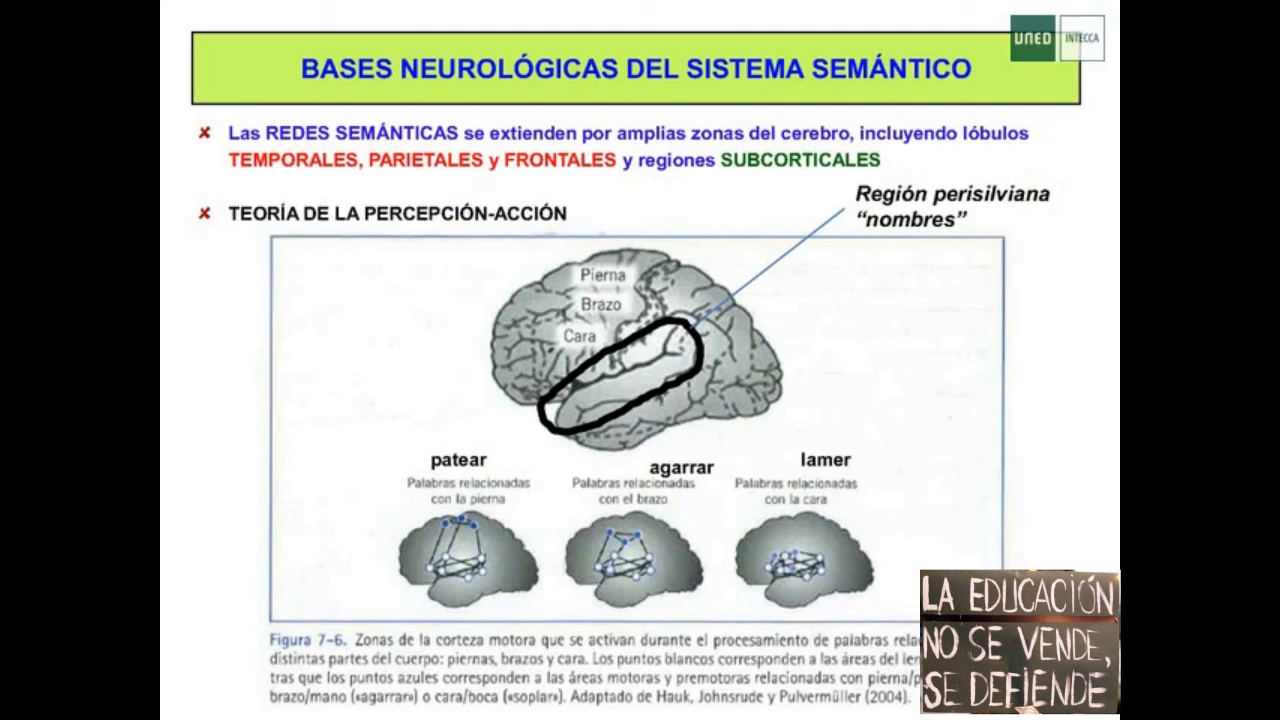 UNED INTECCA
BASES NEUROLÓGICAS DEL SISTEMA SEMÁNTICO
✘ Las REDES SEMÁNTICAS se extienden por amplias zonas del cerebro, incluyendo lóbulos
TEMPORALES, PARIETALES y FRONTALES y regiones SUBCORTICALES
Región perisilviana
“nombres”
✘ TEORÍA DE LA PERCEPCIÓN-ACCIÓN
Pierna
Brazo
Cara
patear
agarrar
lamer
Palabras relacionadas
con la pierna
Palabras relacionadas
con el brazo
Palabras relacionadas
con la cara
Figura 7-6. Zonas de la corteza motora que se activan durante el procesamiento de palabras rela
distintas partes del cuerpo: piernas, brazos y cara. Los puntos blancos corresponden a las áreas del len
tras que los puntos azules corresponden a las áreas motoras y premotoras relacionadas con pierna/p
brazo/mano («agarrar») o cara/boca («soplar»). Adaptado de Hauk, Johnsrude y Pulvermüller (2004).
LA EDUCACIÓN
NO SE VENDE,
SE DEFIENDE